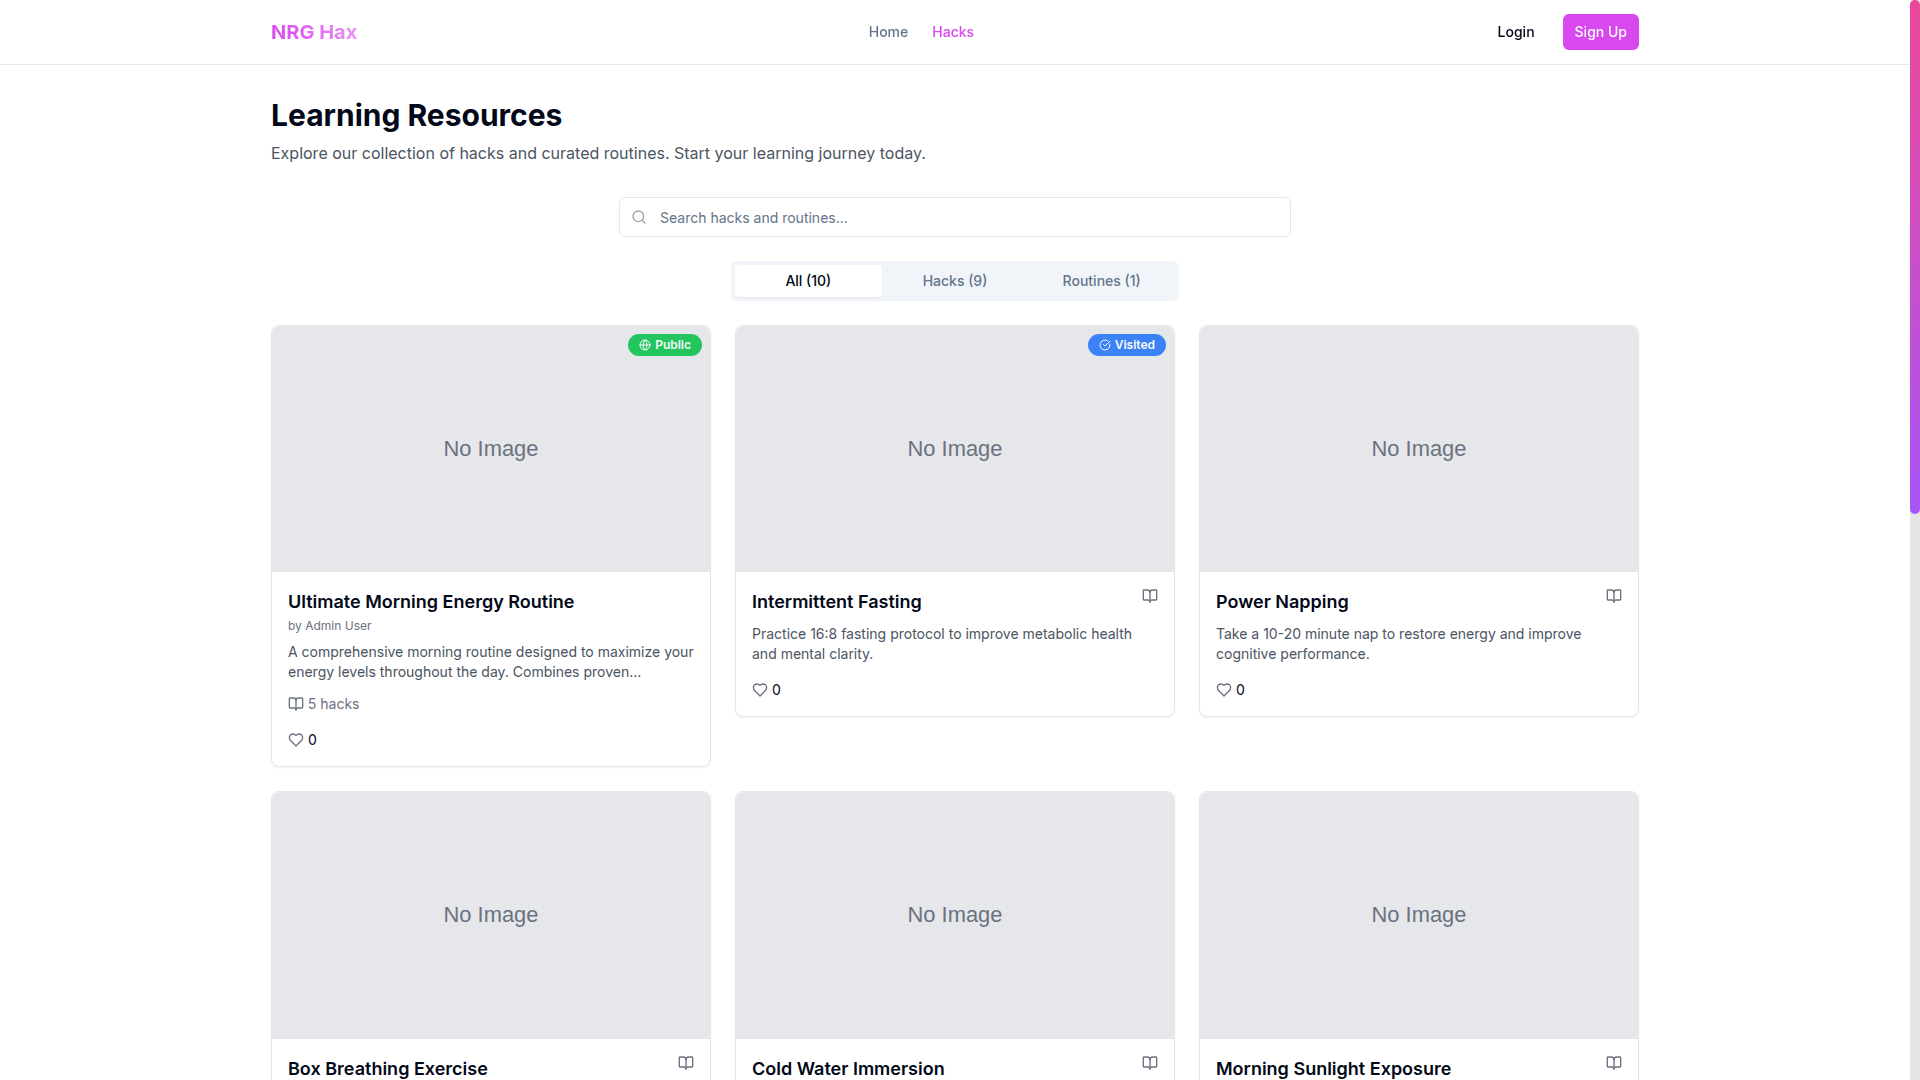 NRG Hax
Home
Hacks
Login
Sign Up
Learning Resources
Explore our collection of hacks and curated routines. Start your learning journey today.
Search hacks and routines...
All (10)
Hacks (9)
Routines (1)
Public
Visited
No Image
No Image
No Image
Ultimate Morning Energy Routine
by Admin User
A comprehensive morning routine designed to maximize your
energy levels throughout the day. Combines proven...
5 hacks
0
Intermittent Fasting
Practice 16:8 fasting protocol to improve metabolic health
and mental clarity.
0
Power Napping
Take a 10-20 minute nap to restore energy and improve
cognitive performance.
0
No Image
No Image
No Image
Box Breathing Exercise
Cold Water Immersion
Morning Sunlight Exposure